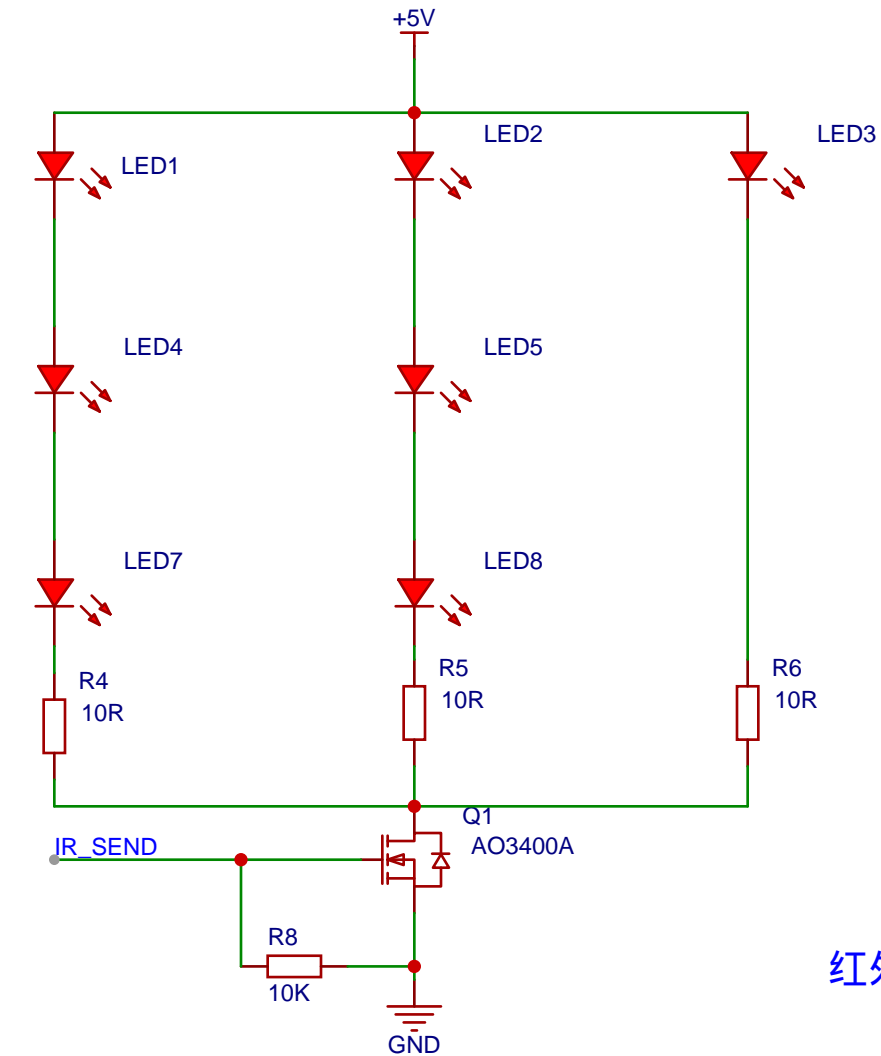 +5V
LED1
LED2
LED3
LED4
LED5
LED7
LED8
R4
10R
R5
10R
R6
10R
Q1
AO3400A
IR_SEND
R8
10K
GND
红